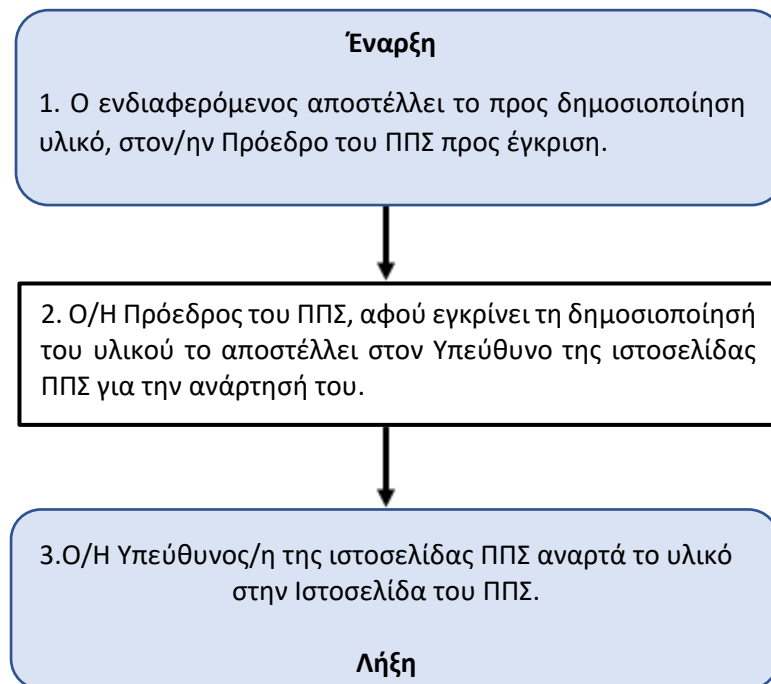 Έναρξη
1. Ο ενδιαφερόμενος αποστέλλει το προς δημοσιοποίηση
υλικό, στον/ην Πρόεδρο του ΠΠΣ προς έγκριση.
2. Ο/Η Πρόεδρος του ΠΠΣ, αφού εγκρίνει τη δημοσιοποίησή
του υλικού το αποστέλλει στον Υπεύθυνο της ιστοσελίδας
ΠΠΣ για την ανάρτησή του.
3.Ο/Η Υπεύθυνος/η της ιστοσελίδας ΠΠΣ αναρτά το υλικό
στην Ιστοσελίδα του ΠΠΣ.
Λήξη